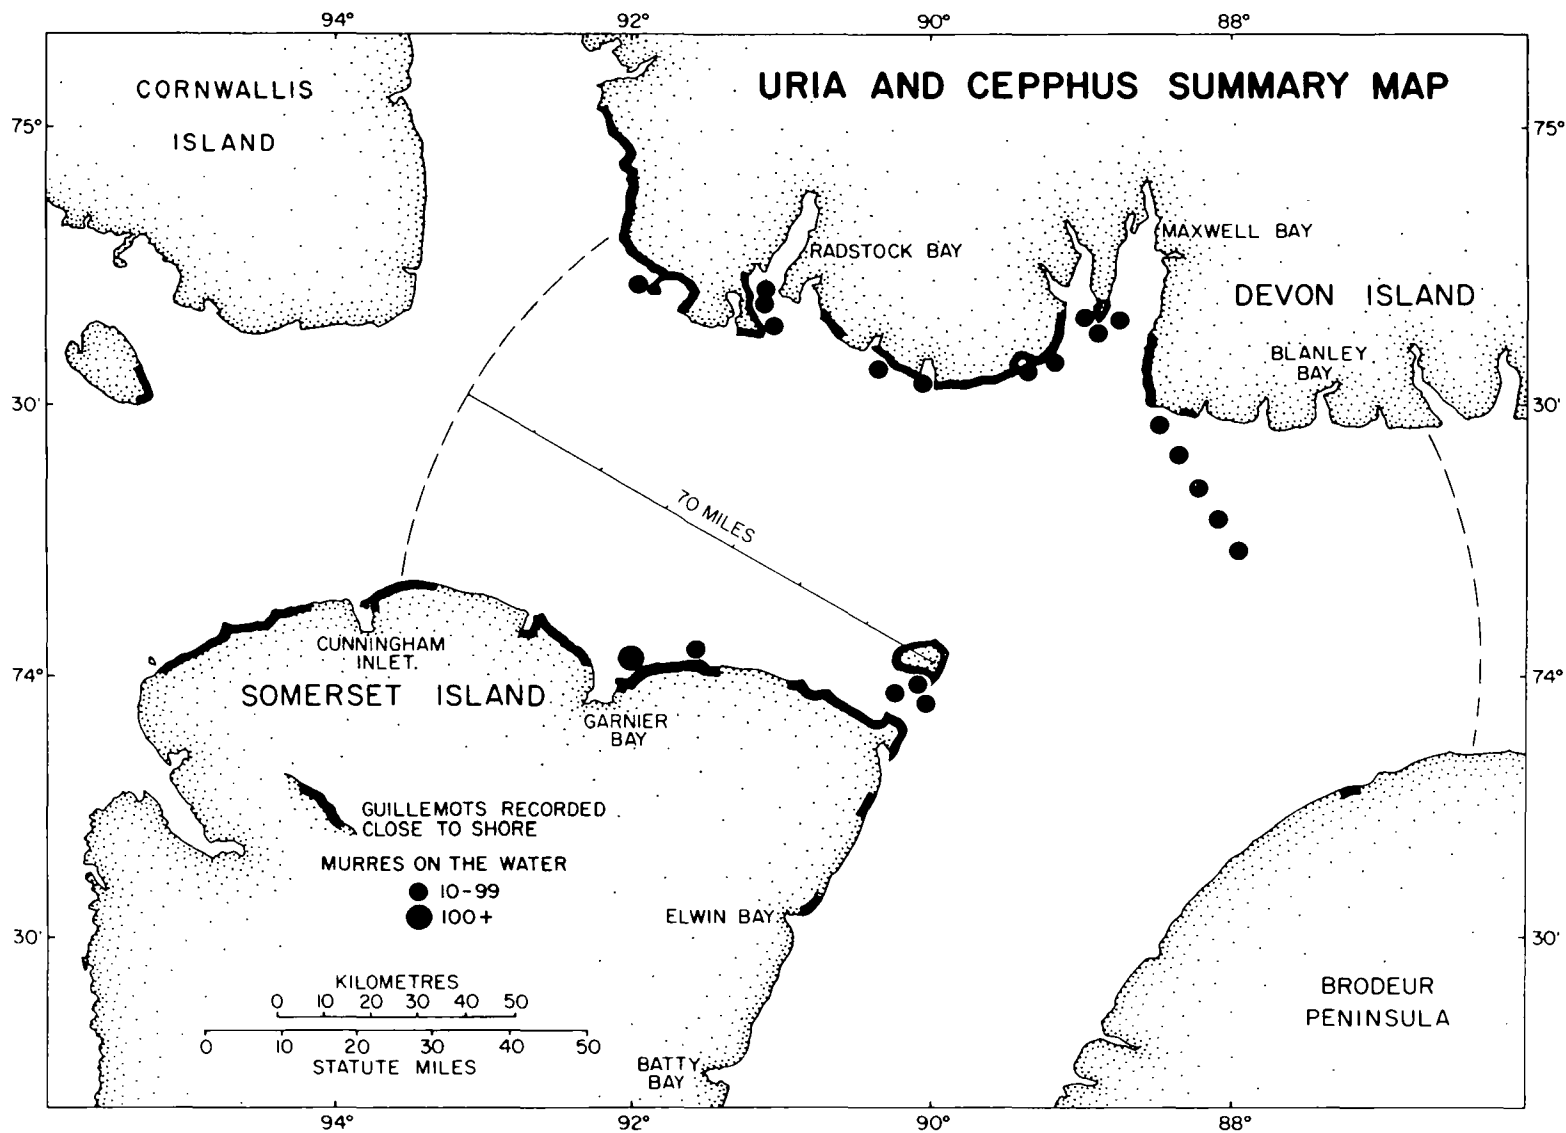 94°
92°
90°
88°
CORNWALLIS
ISLAND
URIA AND CEPPHUS SUMMARY MAP
75°
75°
RADSTOCK BAY
MAXWELL BAY
DEVON ISLAND
BLANLEY
BAY
30'
30'
70 MILES
CUNNINGHAM
INLET.
74°
74°
SOMERSET ISLAND
GARNIER
BAY
GUILLEMOTS RECORDED
CLOSE TO SHORE
MURRES ON THE WATER
10-99
100+
ELWIN BAY
30'
30'
KILOMETRES
0 10 20 30 40 50
0 10 20 30 40 50
STATUTE MILES
BRODEUR
PENINSULA
BATTY
BAY
94°
92°
90°
88°